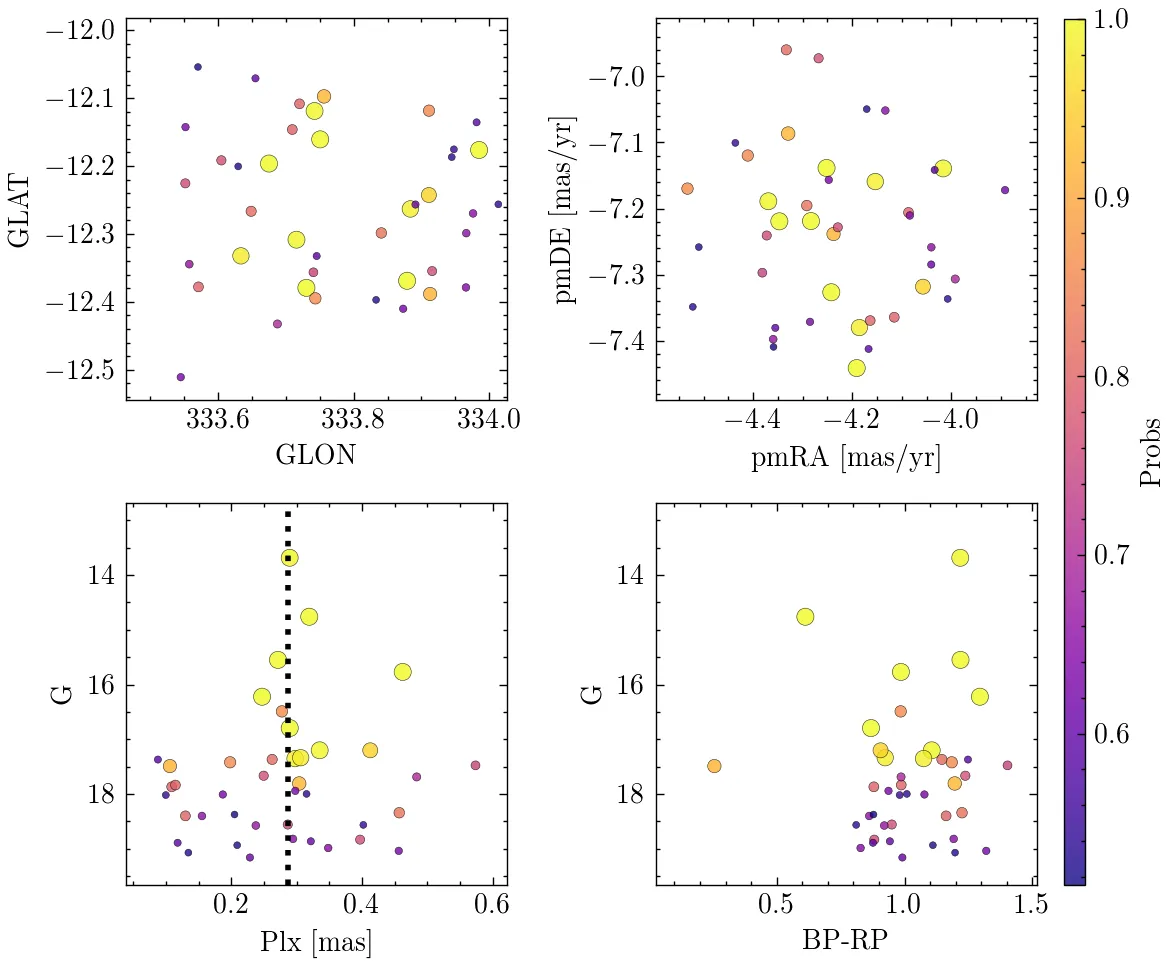 −12.0
−12.1
−12.2
−12.3
−12.4
−12.5
GLAT
333.6 333.8 334.0
GLON
−7.0
−7.1
−7.2
−7.3
−7.4
pmDE [mas/yr]
−4.4 −4.2 −4.0
pmRA [mas/yr]
14
16
18
G
0.2 0.4 0.6
Plx [mas]
14
16
18
G
0.5 1.0 1.5
BP-RP
1.0
0.9
0.8
0.7
0.6
Probs